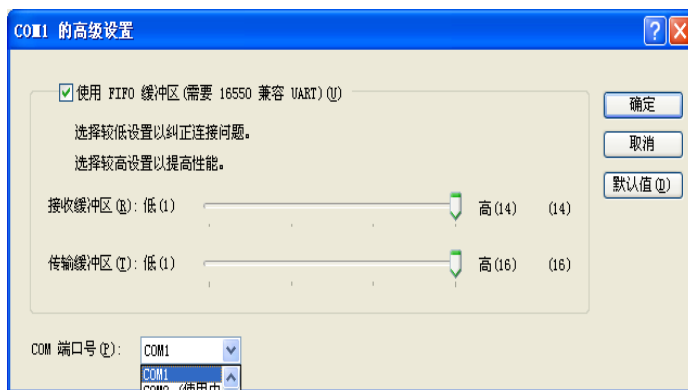 COM1 的高级设置
使用 FIFO 缓冲区(需要 16550 兼容 UART)(U)
确定
选择较低设置以纠正连接问题。
取消
选择较高设置以提高性能。
默认值(D)
接收缓冲区(R): 低(1) 高(14) (14)
传输缓冲区(T): 低(1) 高(16) (16)
COM 端口号(P): COM1
COM1